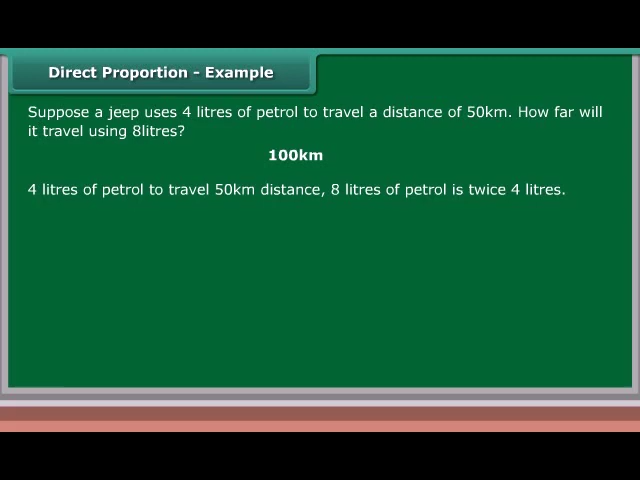 Direct Proportion - Example
Suppose a jeep uses 4 litres of petrol to travel a distance of 50km. How far will
it travel using 8litres?
100km
4 litres of petrol to travel 50km distance, 8 litres of petrol is twice 4 litres.